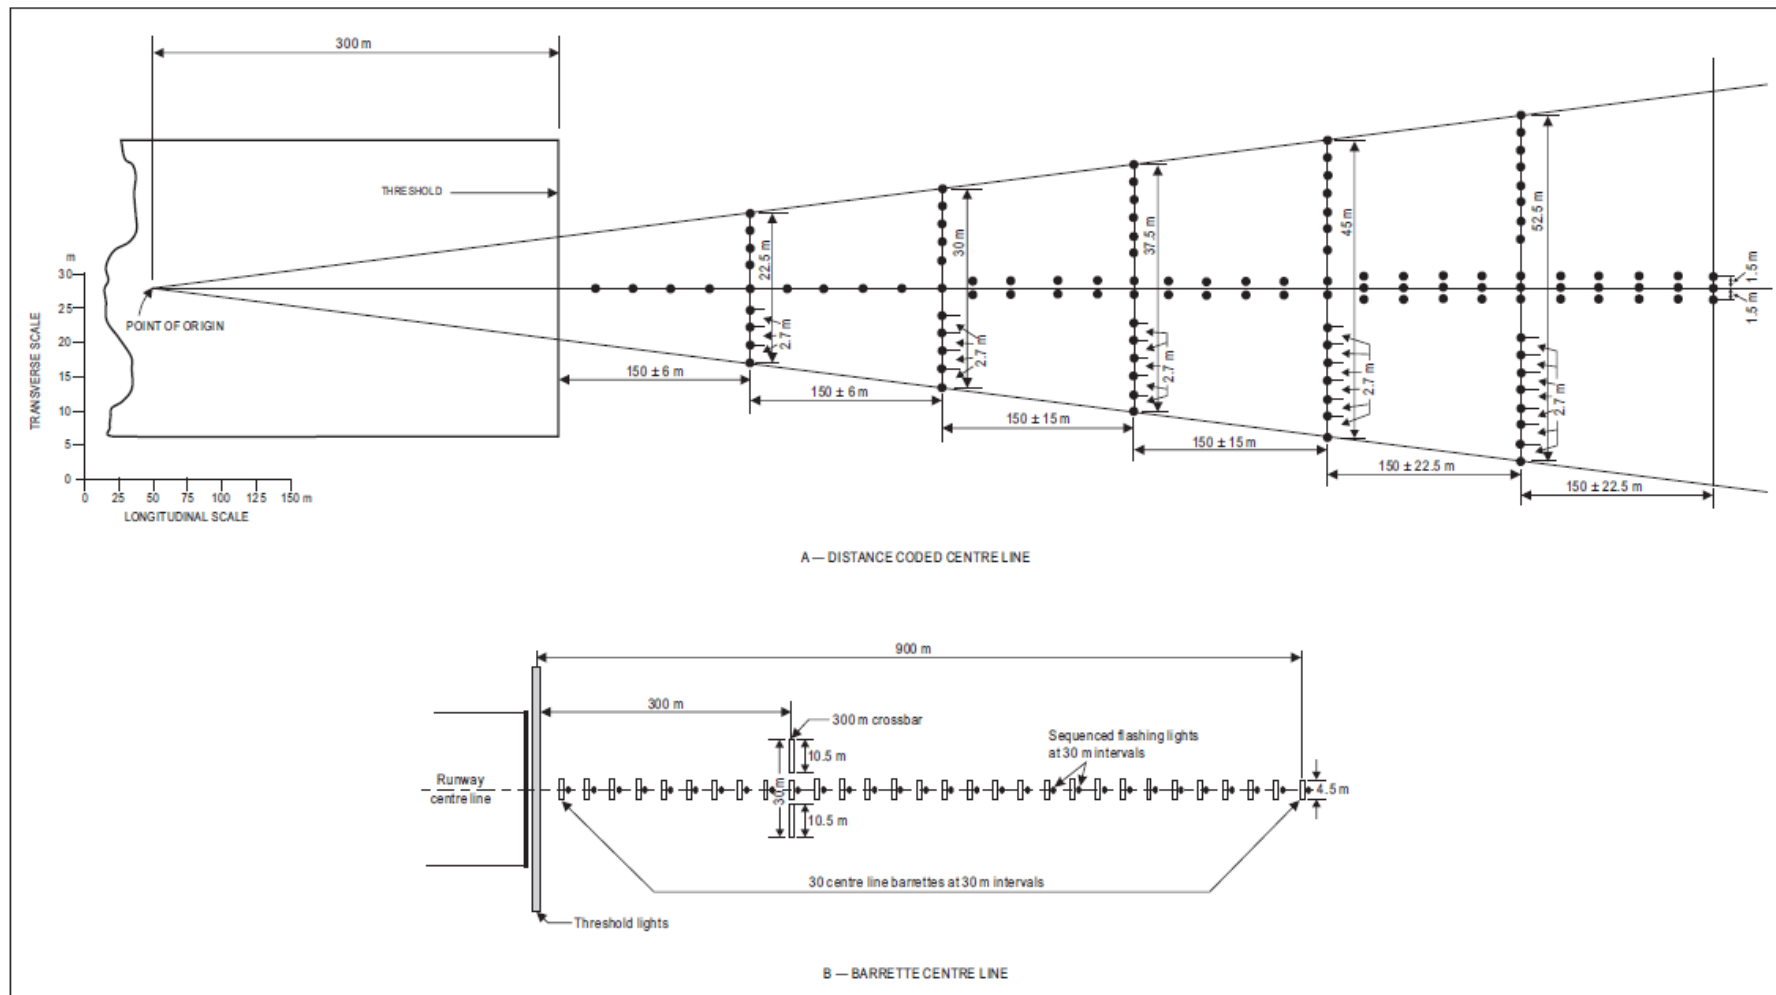 300 m
THRESHOLD
m
30
25
20
15
10
5
0
TRANSVERSE SCALE
0 25 50 75 100 125 150 m
LONGITUDINAL SCALE
POINT OF ORIGIN
22.5 m
30 m
37.5 m
45 m
52.5 m
1.5 m
1.5 m
2.7 m
2.7 m
2.7 m
2.7 m
2.7 m
150 ± 6 m
150 ± 6 m
150 ± 15 m
150 ± 15 m
150 ± 22.5 m
150 ± 22.5 m
A — DISTANCE CODED CENTRE LINE
900 m
300 m
300 m crossbar
Sequenced flashing lights
at 30 m intervals
10.5 m
30 m
Runway
centre line
4.5 m
10.5 m
30 centre line barrettes at 30 m intervals
Threshold lights
B — BARRETTE CENTRE LINE